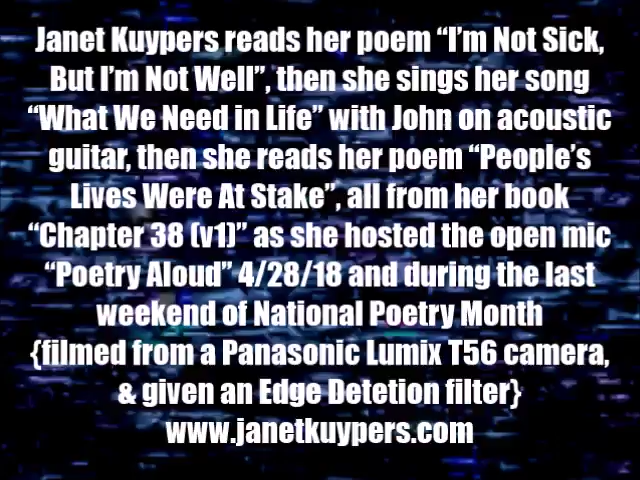 Janet Kuypers reads her poem “I’m Not Sick,
But I’m Not Well”, then she sings her song
“What We Need in Life” with John on acoustic
guitar, then she reads her poem “People’s
Lives Were At Stake”, all from her book
“Chapter 38 (v1)” as she hosted the open mic
“Poetry Aloud” 4/28/18 and during the last
weekend of National Poetry Month
{filmed from a Panasonic Lumix T56 camera,
& given an Edge Detetion filter}
www.janetkuypers.com